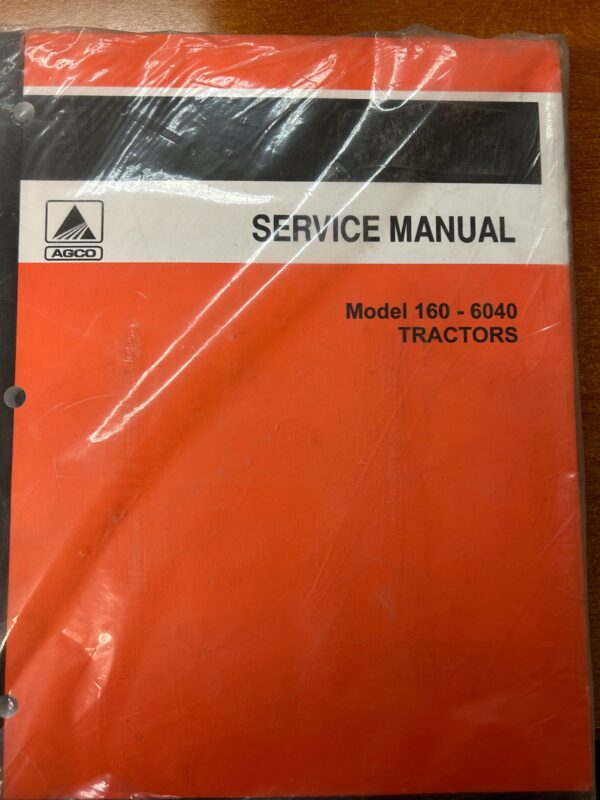 SERVICE MANUAL
AGCO
Model 160 - 6040
TRACTORS